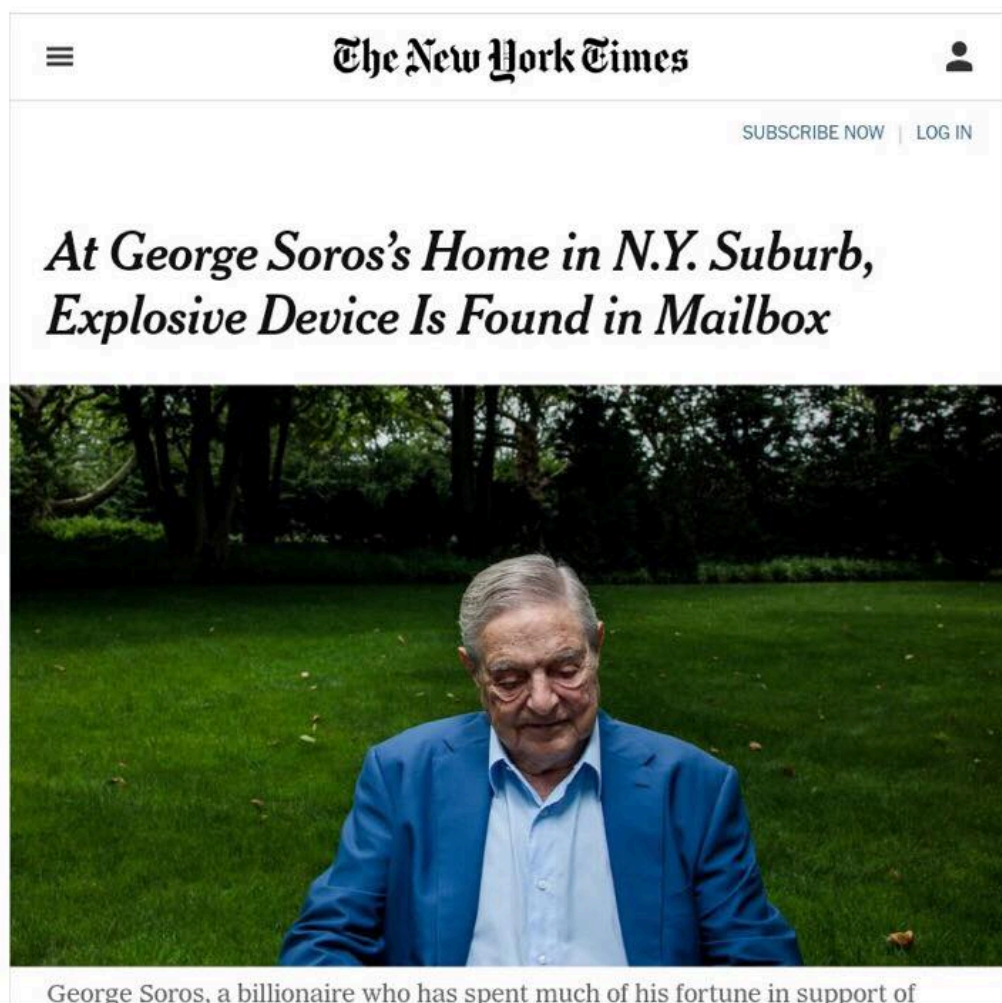 The New York Times
SUBSCRIBE NOW | LOG IN
At George Soros's Home in N.Y. Suburb,
Explosive Device Is Found in Mailbox
George Soros, a billionaire who has spent much of his fortune in support of